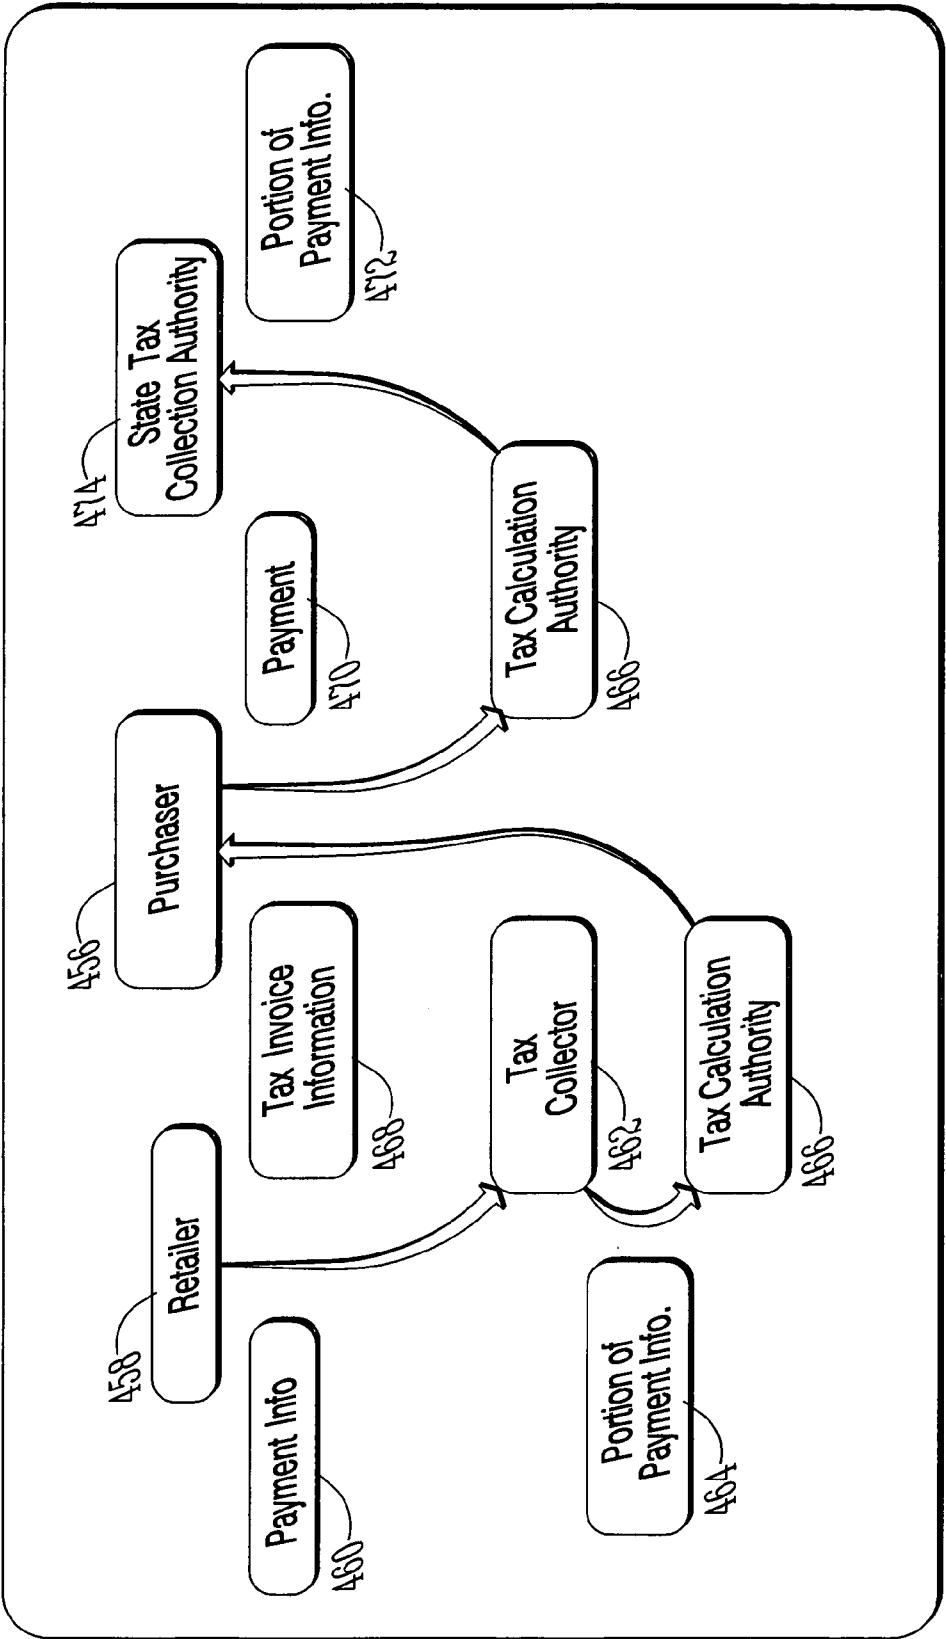 458
Retailer
456
Purchaser
474
State Tax
Collection Authority
Payment Info
460
Tax Invoice
Information
468
Payment
470
Portion of
Payment Info.
472
Tax
Collector
462
Tax Calculation
Authority
466
Portion of
Payment Info.
464
Tax Calculation
Authority
466